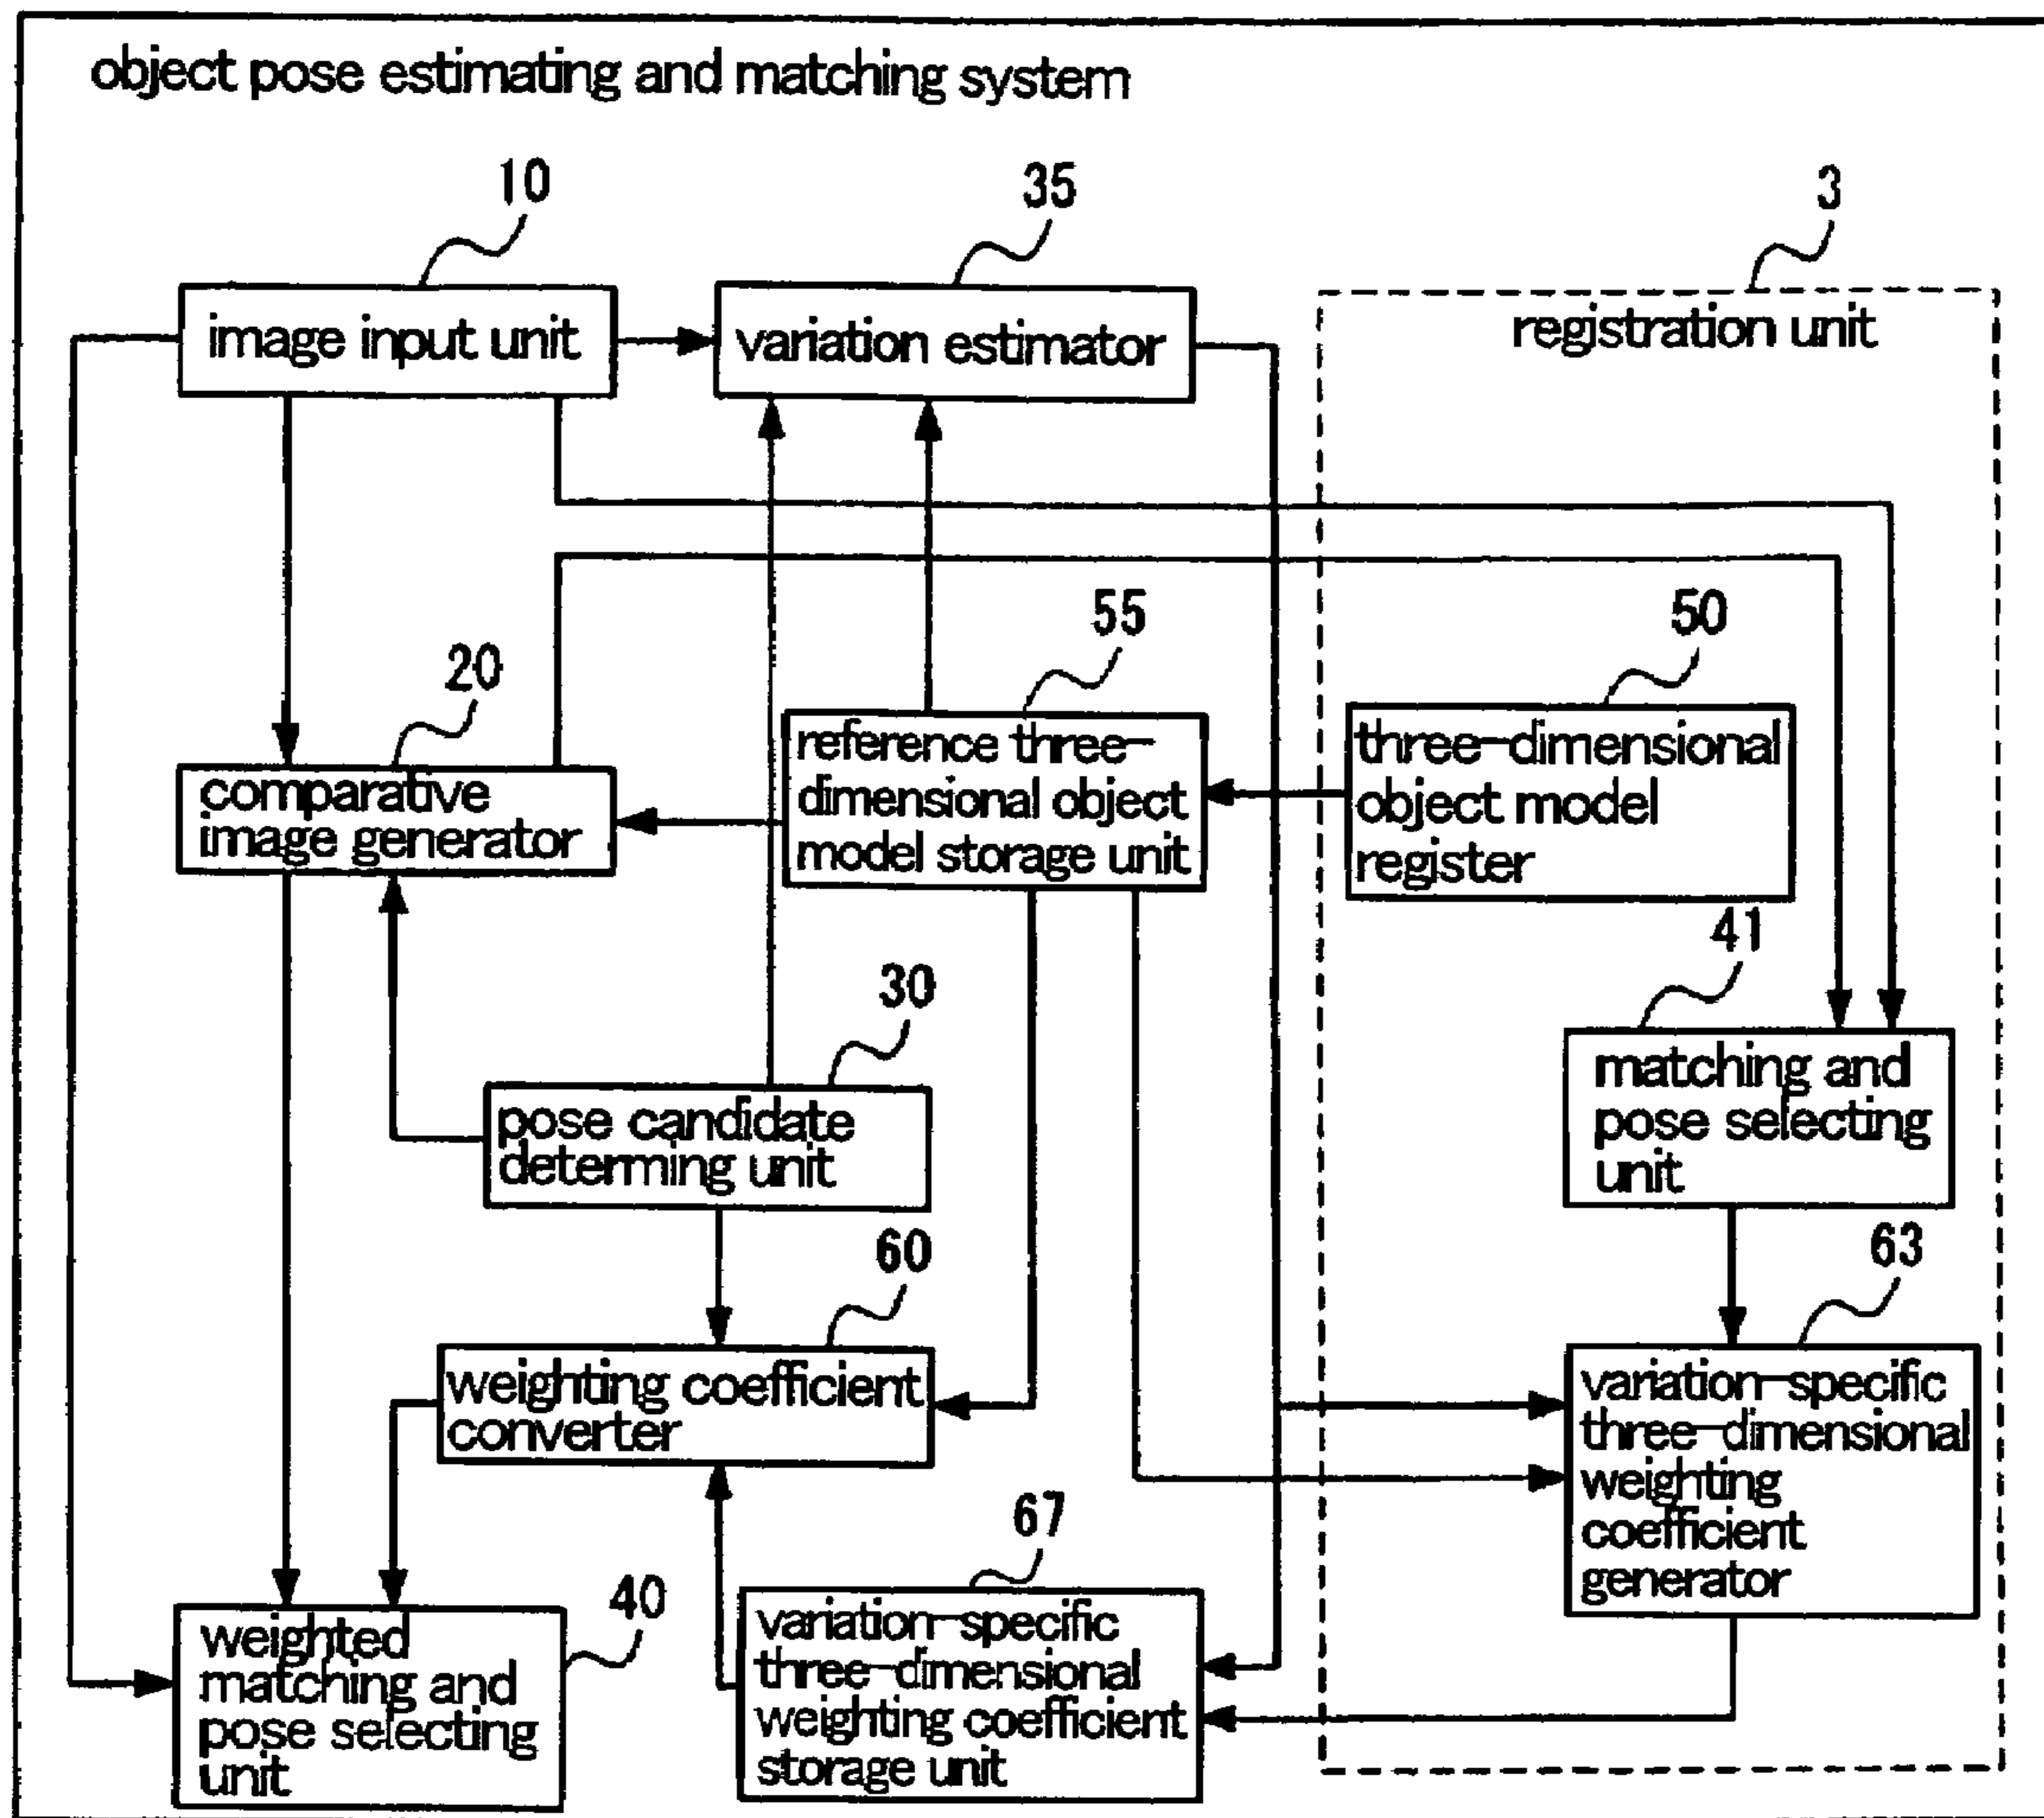 object pose estimating and matching system
10
35
3
image input unit
variation estimator
registration unit
20
55
50
comparative
image generator
reference three-
dimensional object
model storage unit
three-dimensional
object model
register
30
41
pose candidate
determing unit
matching and
pose selecting
unit
60
63
weighting coefficient
converter
variation-specific
three-dimensional
weighting
coefficient
generator
40
67
weighted
matching and
pose selecting
unit
variation-specific
three-dimensional
weighting coefficient
storage unit